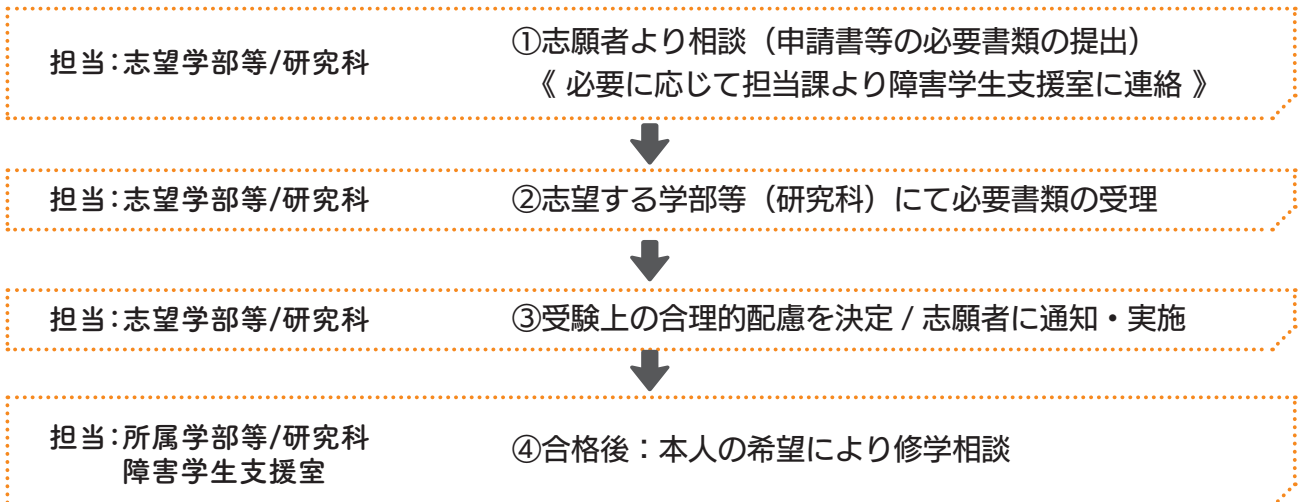 担当:志望学部等/研究科
①志願者より相談（申請書等の必要書類の提出）
《 必要に応じて担当課より障害学生支援室に連絡 》
担当:志望学部等/研究科
②志望する学部等（研究科）にて必要書類の受理
担当:志望学部等/研究科
③受験上の合理的配慮を決定 / 志願者に通知・実施
担当:所属学部等/研究科
障害学生支援室
④合格後：本人の希望により修学相談